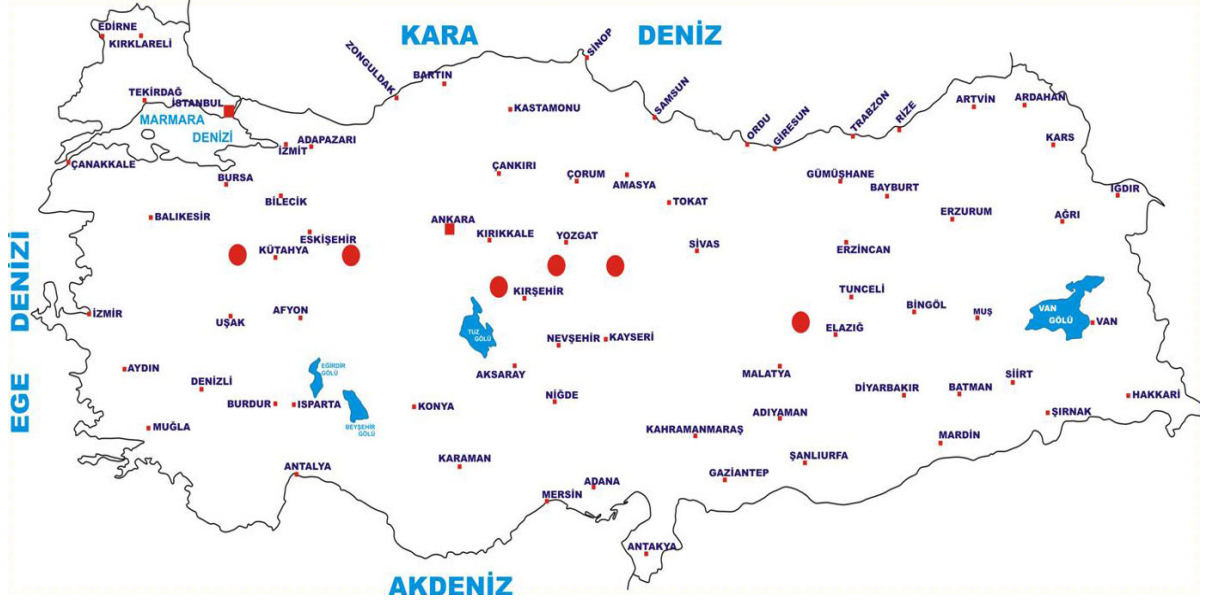 EDİRNE
KIRKLARELİ
KARA DENİZ
SİNOP
ZONGULDAK
BARTIN
TEKİRDAĞ
İSTANBUL
MARMARA
DENİZİ
KASTAMONU
SAMSUN
ORDU
GİRESUN
TRABZON
RİZE
ARTVİN
ARDAHAN
KARS
ADAPAZARI
İZMİT
ÇANAKKALE
BURSA
ÇANKIRI
ÇORUM
AMASYA
GÜMÜŞHANE
BAYBURT
IĞDIR
BİLECİK
TOKAT
BALIKESİR
ANKARA
ERZURUM
AĞRI
ESKİŞEHİR
KIRIKKALE
YOZGAT
SİVAS
ERZİNCAN
KÜTAHYA
EGE DENİZİ
KIRŞEHİR
TUNCELİ
BİNGÖL
MUŞ
VAN
GÖLÜ
VAN
İZMİR
UŞAK
AFYON
TUZ
GÖLÜ
NEVŞEHİR
KAYSERİ
ELAZIĞ
AYDIN
DENİZLİ
EĞİRDİR
GÖLÜ
AKSARAY
MALATYA
DİYARBAKIR
BATMAN
SİİRT
HAKKARİ
BURDUR
ISPARTA
BEYŞEHİR
GÖLÜ
KONYA
NİĞDE
ADIYAMAN
ŞIRNAK
MUĞLA
KAHRAMANMARAŞ
MARDİN
ANTALYA
KARAMAN
ŞANLIURFA
GAZİANTEP
ADANA
MERSİN
ANTAKYA
AKDENİZ